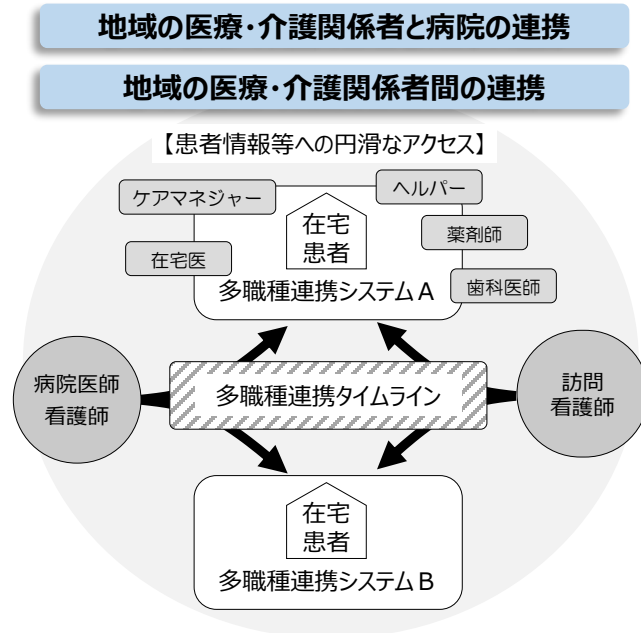 地域の医療・介護関係者と病院の連携
地域の医療・介護関係者間の連携
【患者情報等への円滑なアクセス】
ケアマネジャー
ヘルパー
在宅
患者
薬剤師
在宅医
歯科医師
多職種連携システムA
病院医師
看護師
多職種連携タイムライン
訪問
看護師
在宅
患者
多職種連携システムB